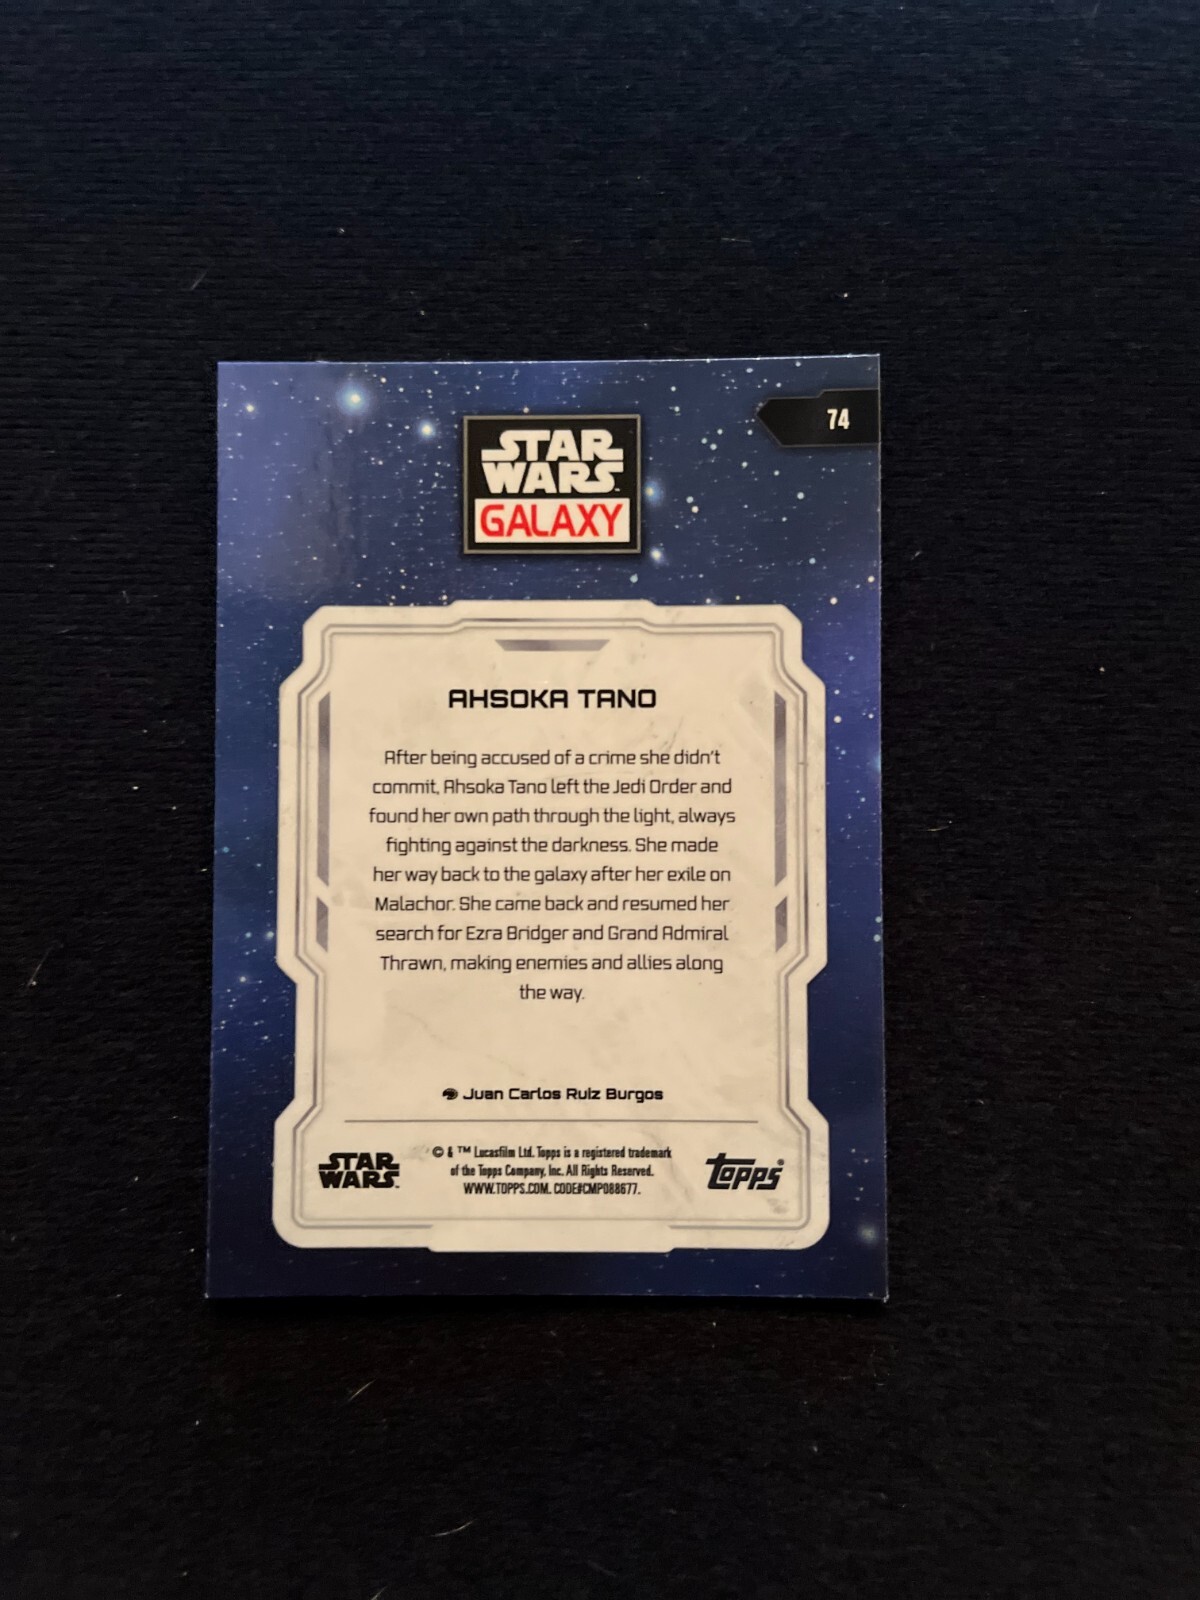 74
STAR
WARS
GALAXY
AHSOKA TANO
After being accused of a crime she didn't
commit, Ahsoka Tano left the Jedi Order and
found her own path through the light, always
fighting against the darkness. She made
her way back to the galaxy after her exile on
Malachor. She came back and resumed her
search for Ezra Bridger and Grand Admiral
Thrawn, making enemies and allies along
the way.
Juan Carlos Ruiz Burgos
STAR
WARS
© & ™ Lucasfilm Ltd. Topps is a registered trademark
of the Topps Company, Inc. All Rights Reserved.
WWW.TOPPS.COM. CODE#CMP088677.
topps®